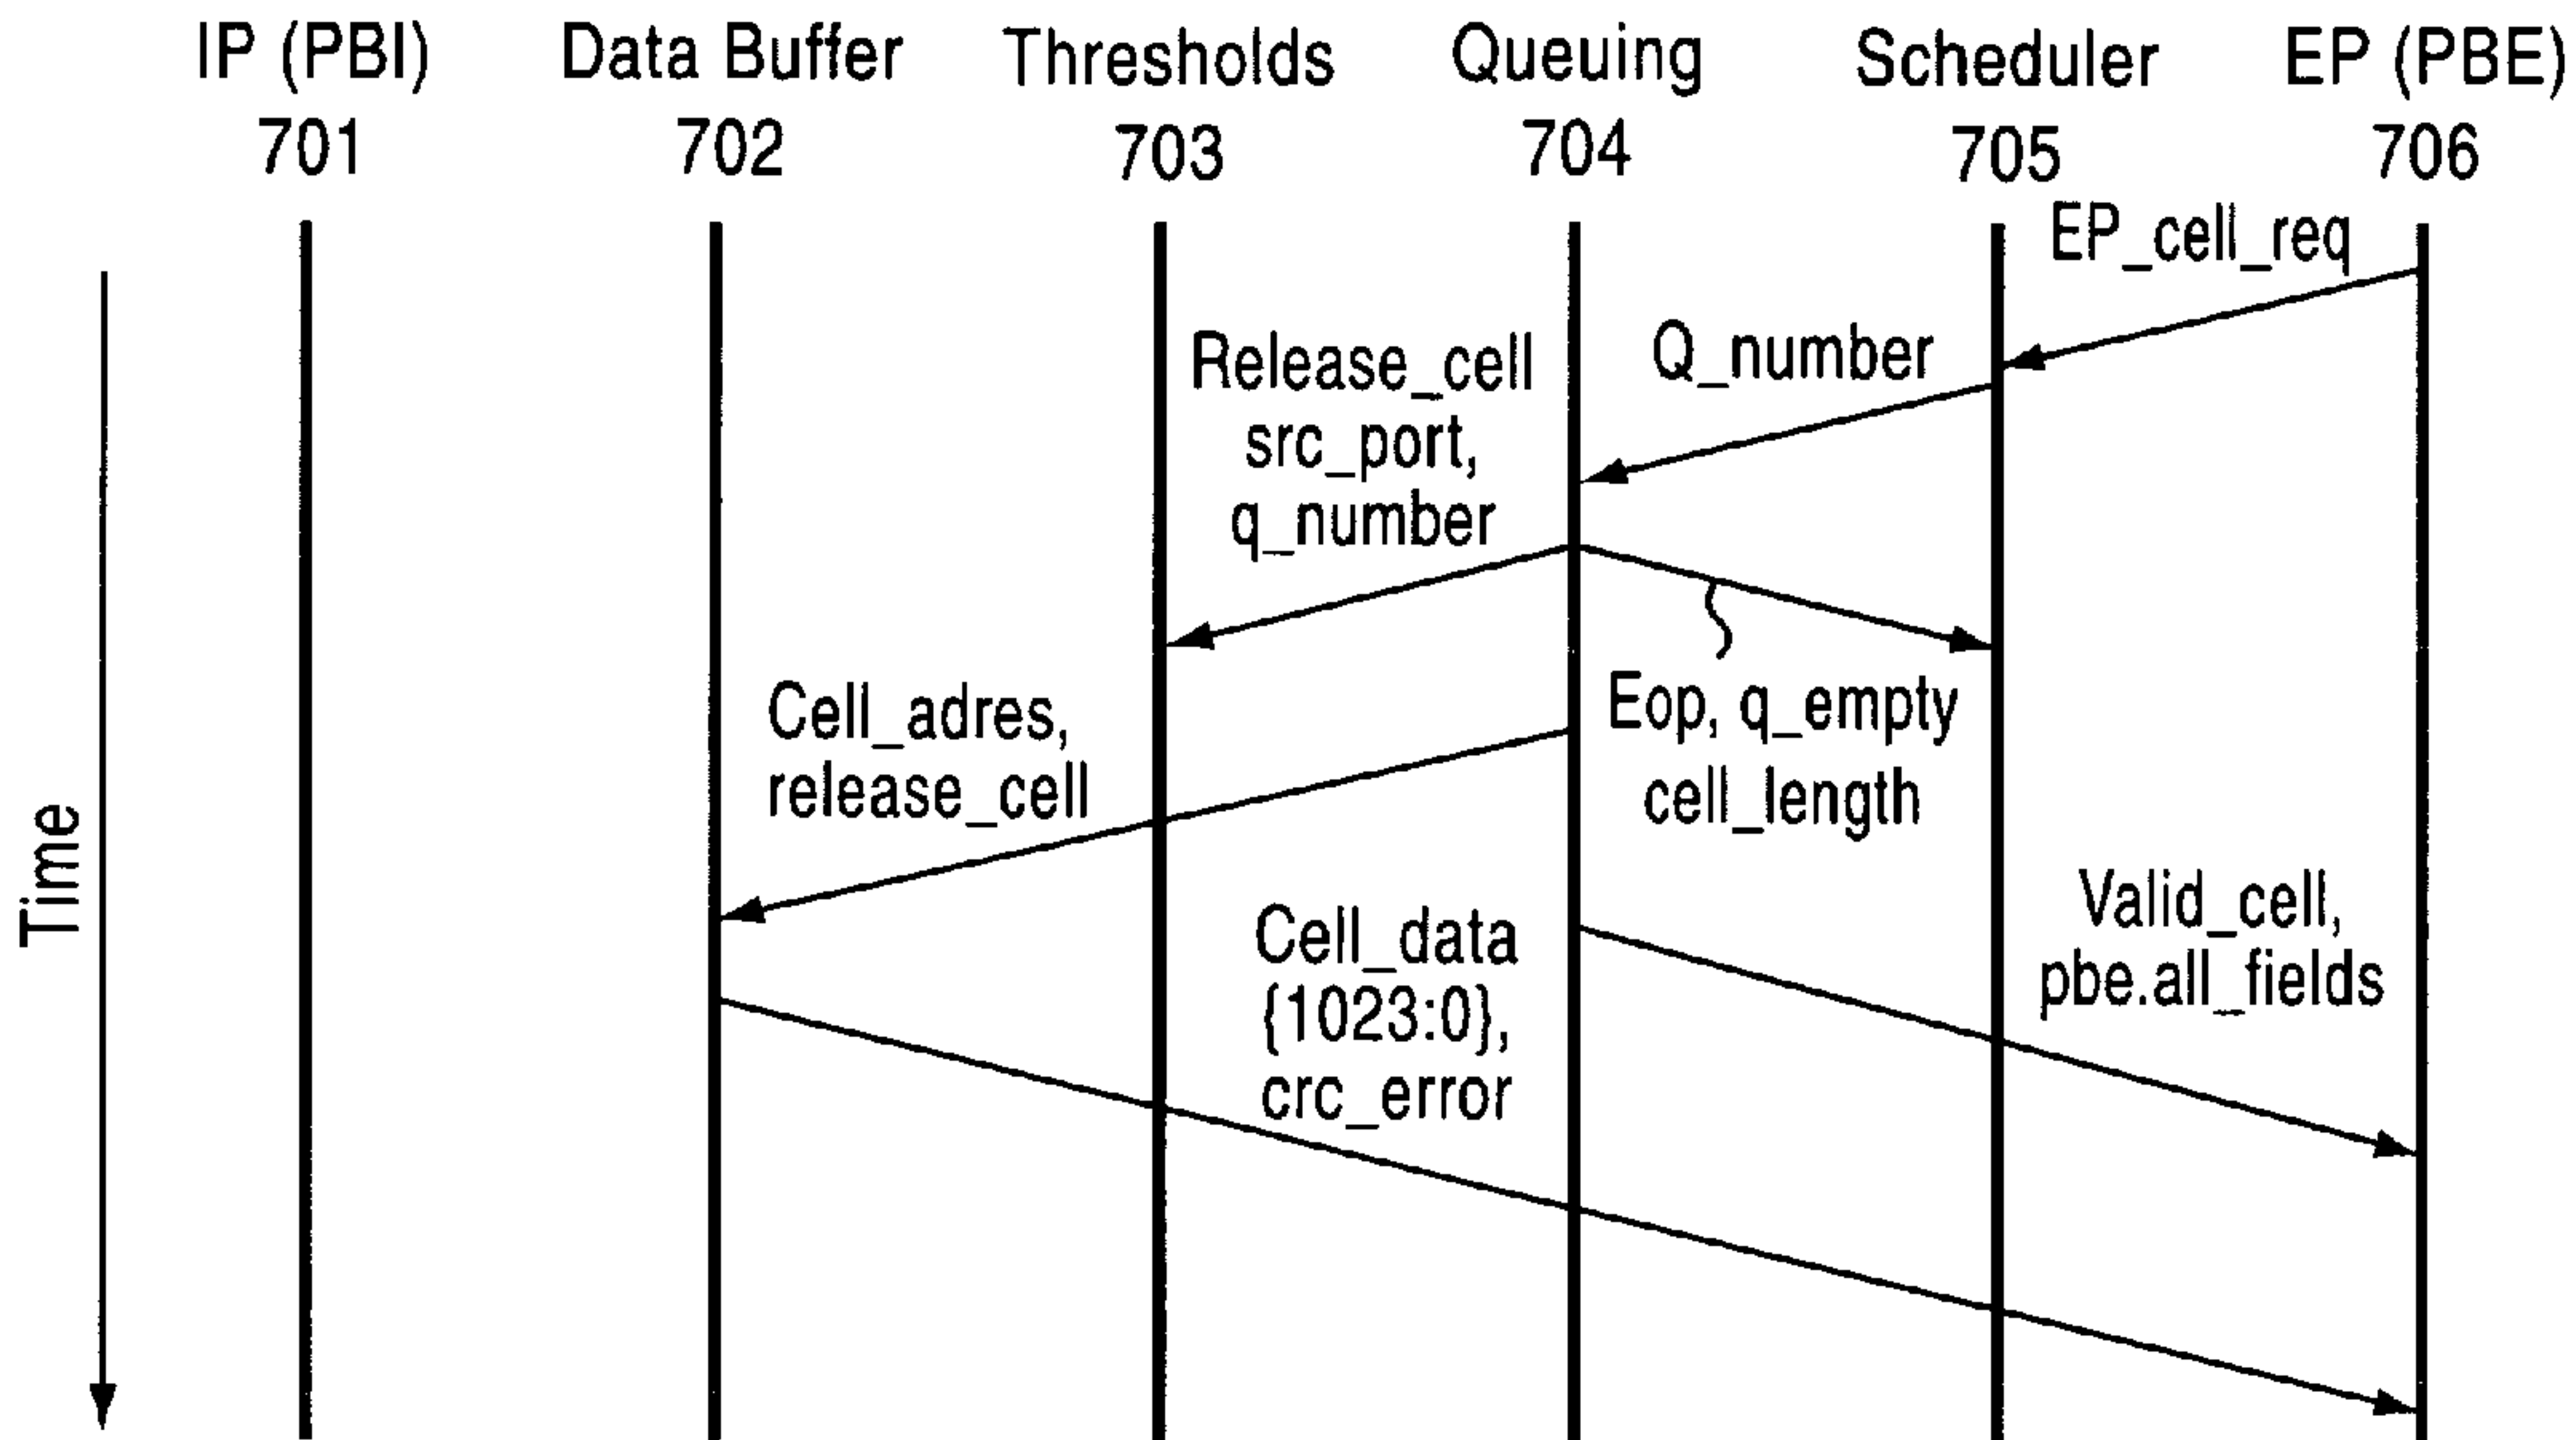 IP (PBI)
Data Buffer
Thresholds
Queuing
Scheduler
EP (PBE)
701
702
703
704
705
706
EP_cell_req
Q_number
Release_cell
src_port,
q_number
Eop, q_empty
cell_length
Cell_adres,
release_cell
Valid_cell,
pbe.all_fields
Cell_data
{1023:0},
crc_error
Time